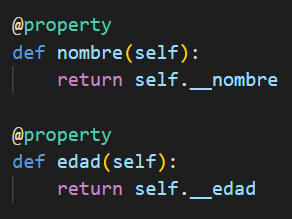 @property
def nombre(self):
    return self.__nombre

@property
def edad(self):
    return self.__edad